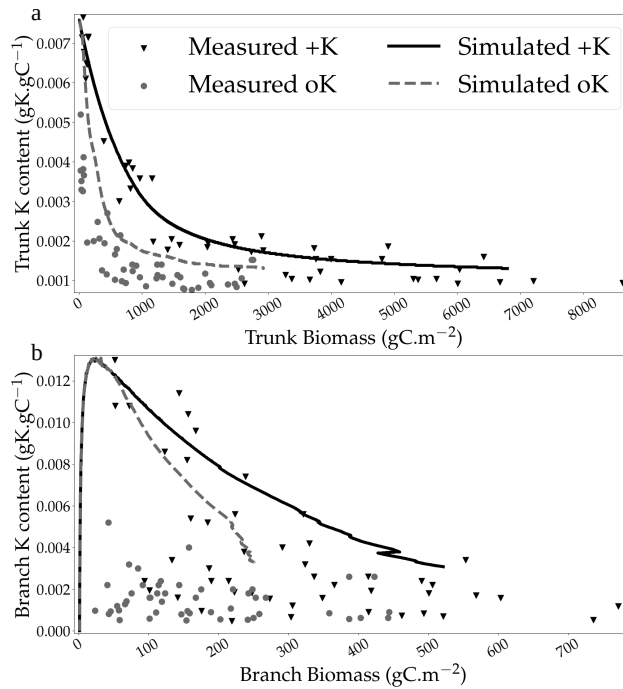 a
0.007
0.006
0.005
0.004
0.003
0.002
0.001
Trunk K content (gK.gC⁻¹)
Measured +K
Simulated +K
Measured oK
Simulated oK
0 1000 2000 3000 4000 5000 6000 7000 8000
Trunk Biomass (gC.m⁻²)
b
0.012
0.010
0.008
0.006
0.004
0.002
0.000
Branch K content (gK.gC⁻¹)
0 100 200 300 400 500 600 700
Branch Biomass (gC.m⁻²)